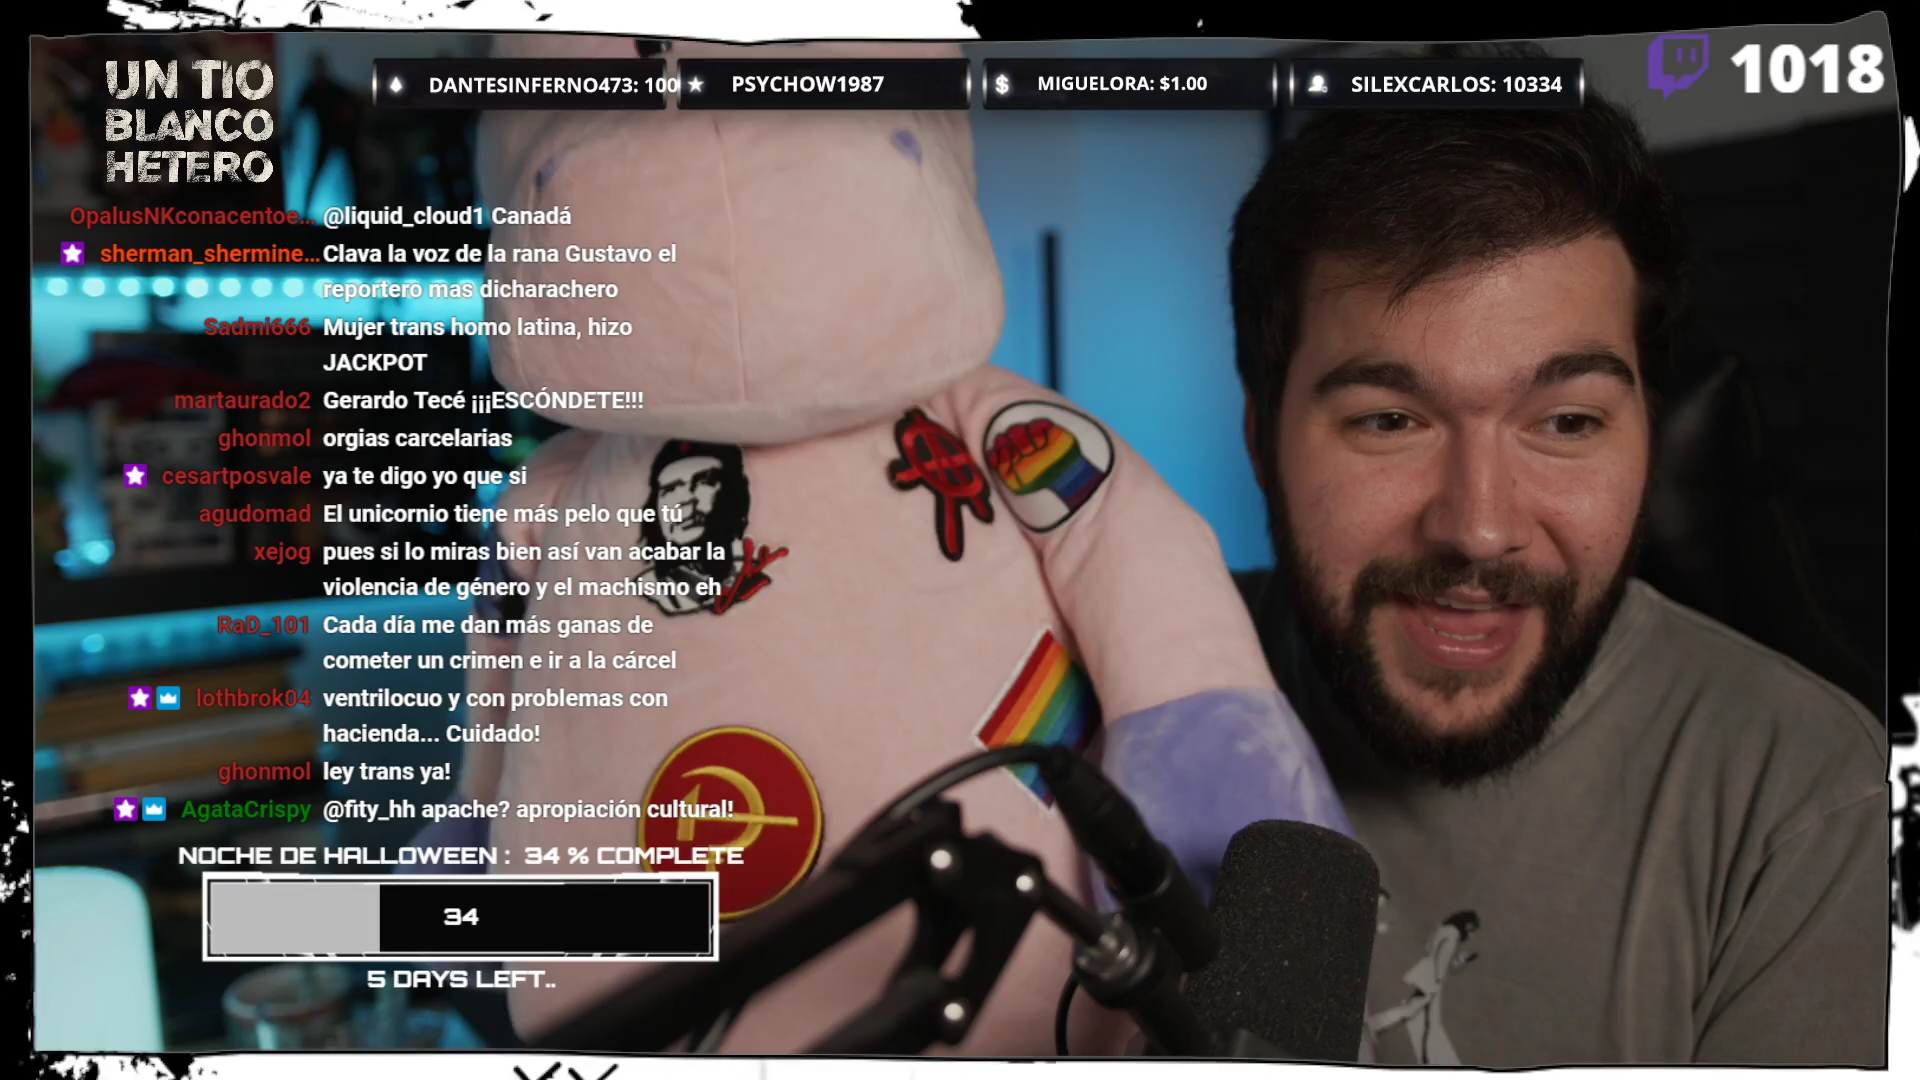 UN TIO
BLANCO
HETERO
DANTESINFERNO473: 100
PSYCHOW1987
MIGUELORA: $1.00
SILEXCARLOS: 10334
1018
OpalusNKconacentoe... @liquid_cloud1 Canadá
sherman_shermine... Clava la voz de la rana Gustavo el
reportero mas dicharachero
Sadmi666 Mujer trans homo latina, hizo
JACKPOT
martaurado2 Gerardo Tecé ¡¡¡ESCÓNDETE!!!
ghonmol orgias carcelarias
cesartposvale ya te digo yo que si
agudomad El unicornio tiene más pelo que tú
xejog pues si lo miras bien así van acabar la
violencia de género y el machismo eh
RaD_101 Cada día me dan más ganas de
cometer un crimen e ir a la cárcel
lothbrok04 ventrilocuo y con problemas con
hacienda... Cuidado!
ghonmol ley trans ya!
AgataCrispy @fity_hh apache? apropiación cultural!
NOCHE DE HALLOWEEN : 34 % COMPLETE
34
5 DAYS LEFT..